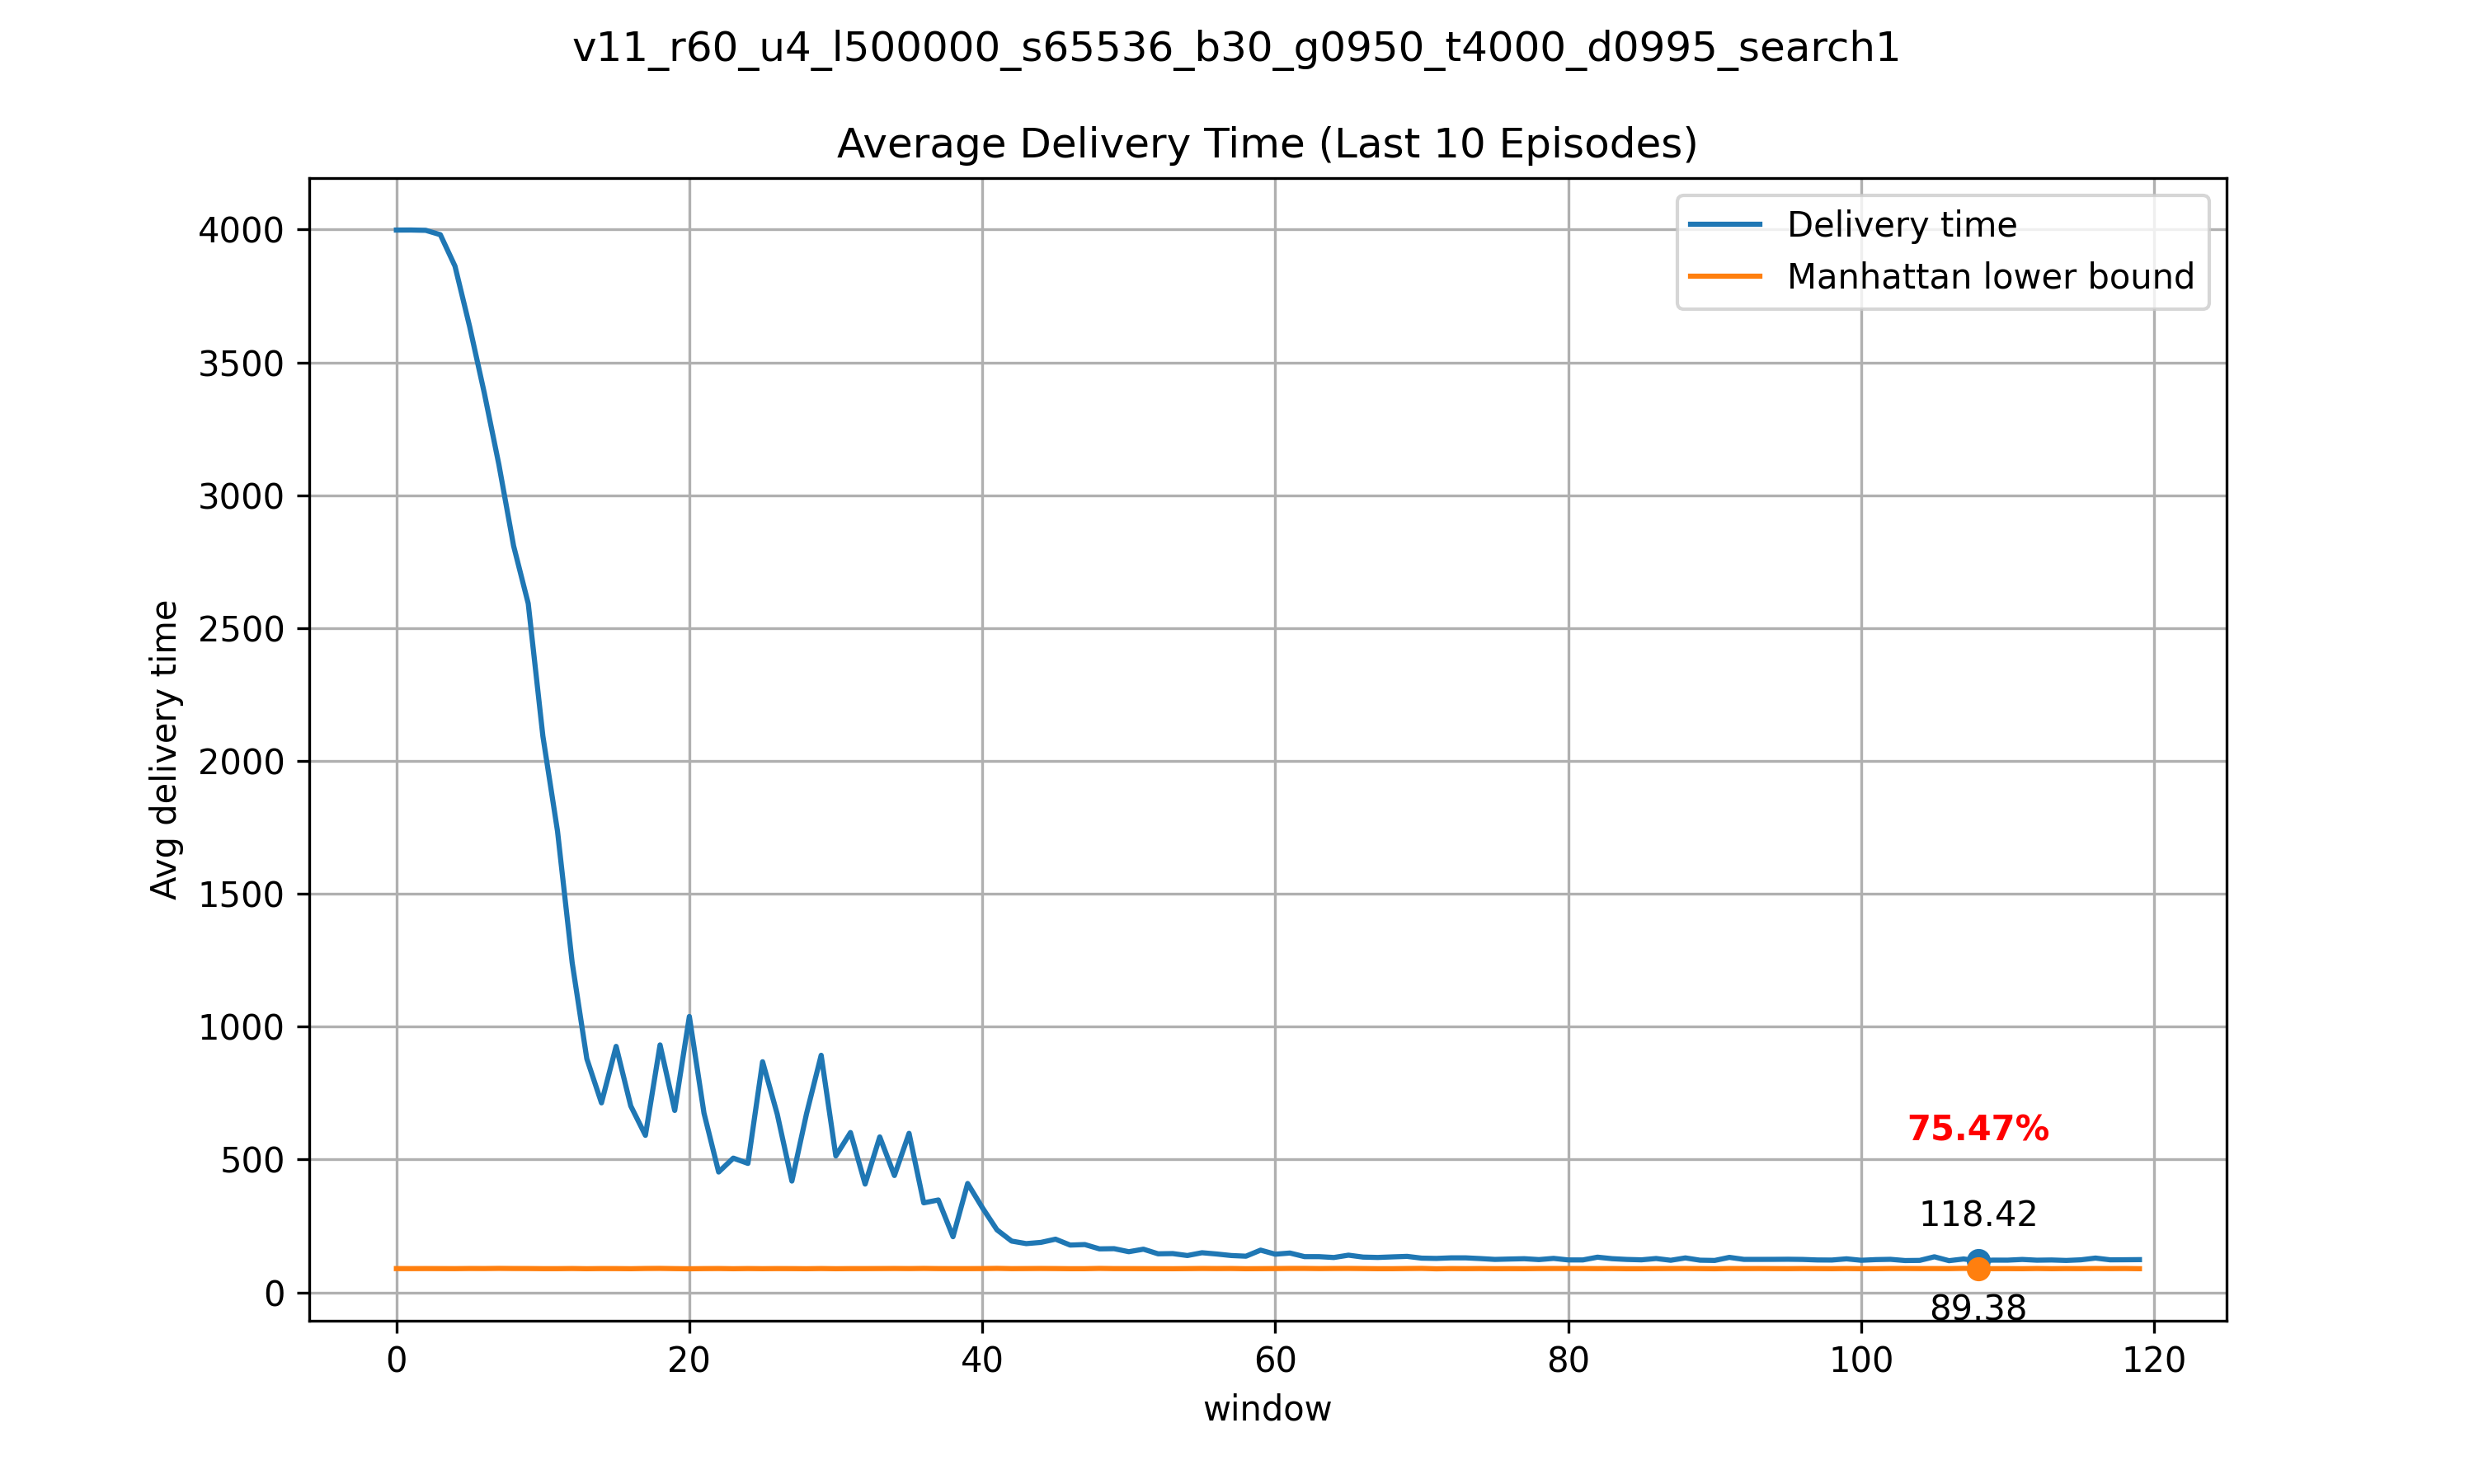 v11_r60_u4_l500000_s65536_b30_g0950_t4000_d0995_search1
Average Delivery Time (Last 10 Episodes)
Delivery time
Manhattan lower bound
4000
3500
3000
2500
2000
1500
1000
500
0
Avg delivery time
75.47%
118.42
89.38
0 20 40 60 80 100 120
window